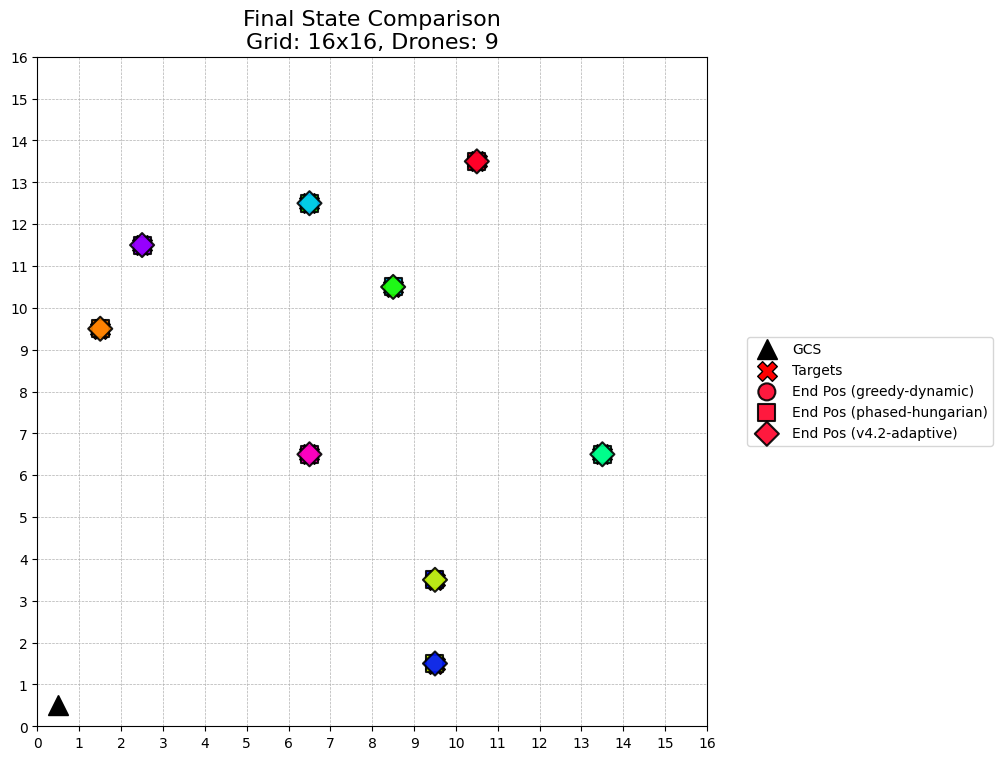 Final State Comparison
Grid: 16x16, Drones: 9
16
15
14
13
12
11
10
9
8
7
6
5
4
3
2
1
0
0 1 2 3 4 5 6 7 8 9 10 11 12 13 14 15 16
GCS
Targets
End Pos (greedy-dynamic)
End Pos (phased-hungarian)
End Pos (v4.2-adaptive)